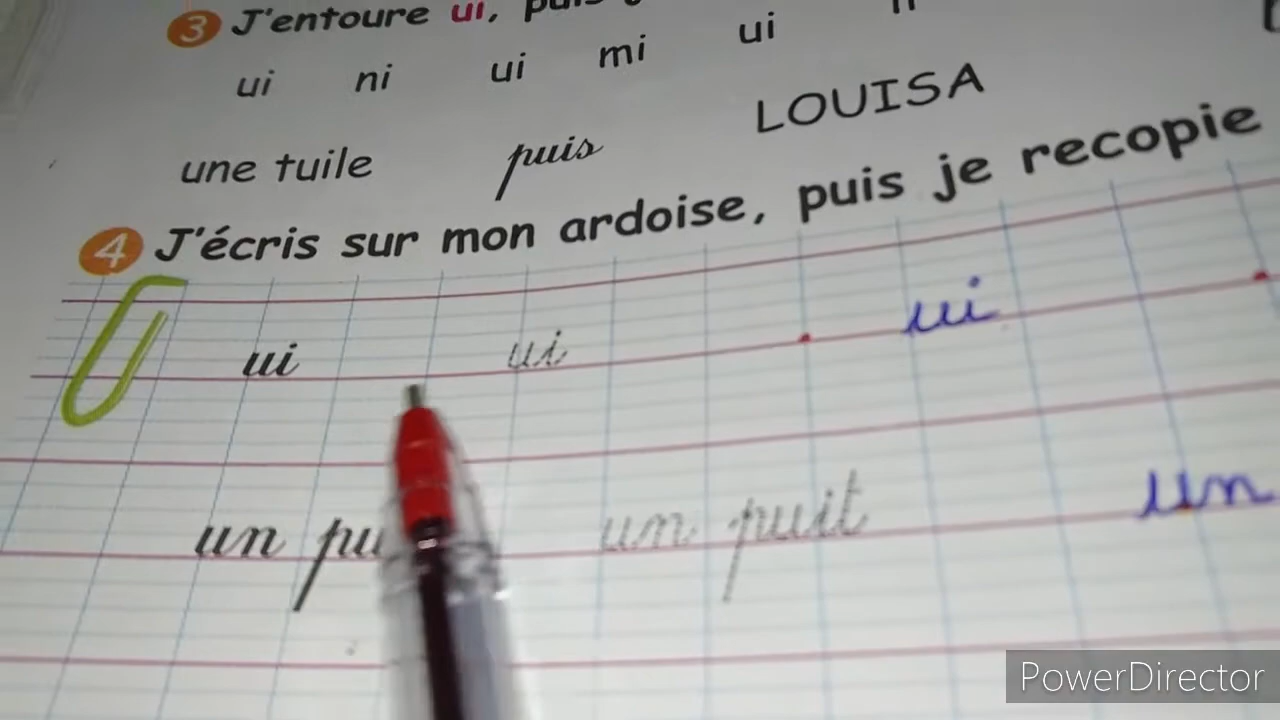 3 J'entoure ui, puis
ui ni ui mi ui
une tuile puis LOUISA
4 J'écris sur mon ardoise, puis je recopie
ui ui ui
un un puit un
PowerDirector